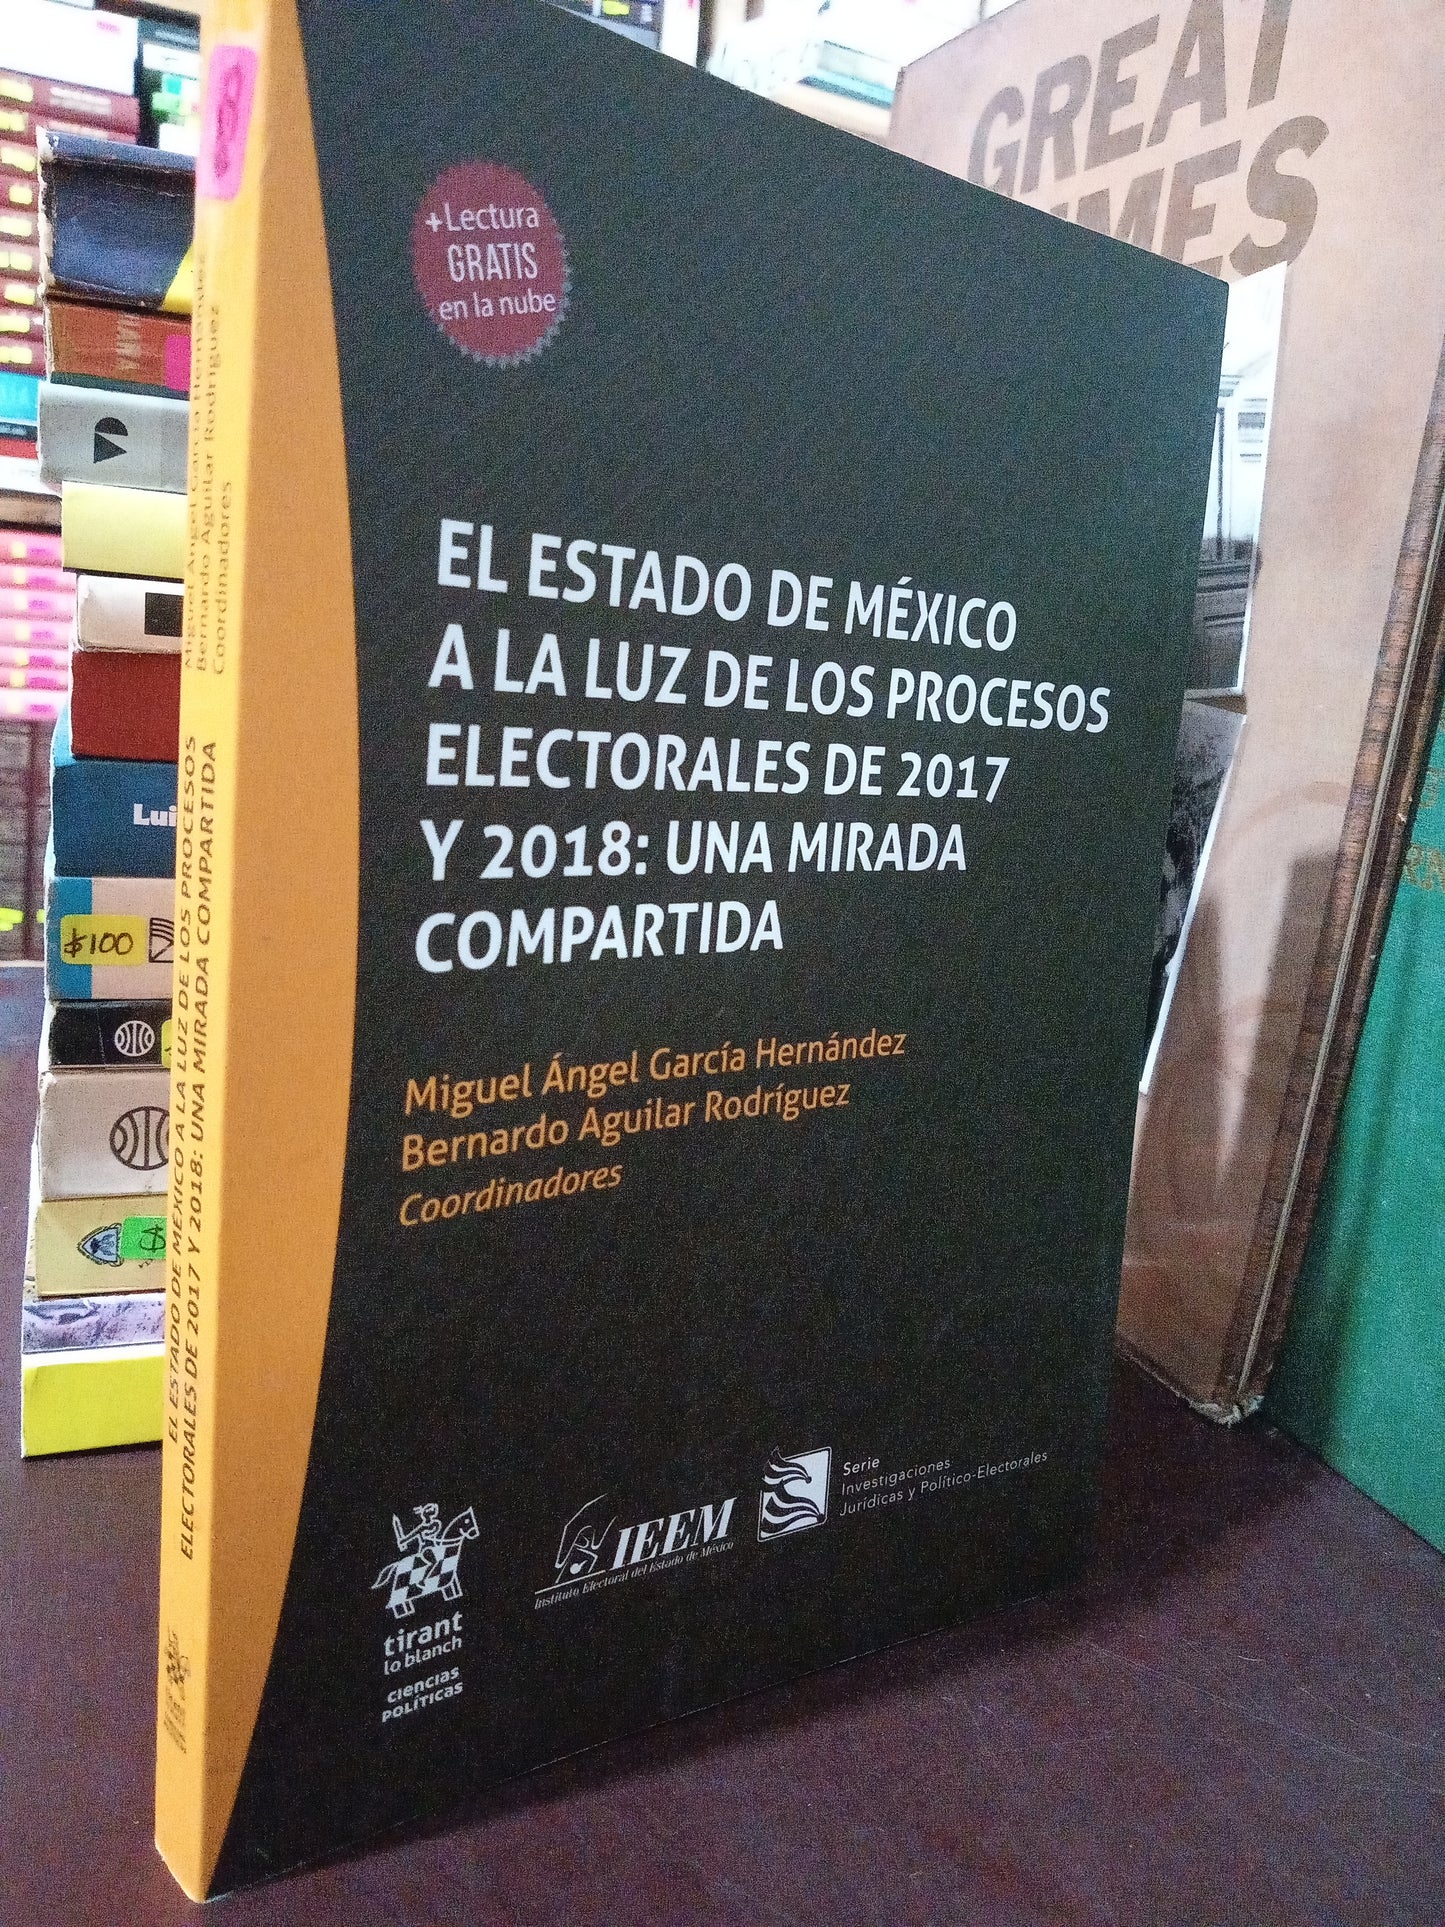 +Lectura
GRATIS
en la nube
EL ESTADO DE MÉXICO
A LA LUZ DE LOS PROCESOS
ELECTORALES DE 2017
Y 2018: UNA MIRADA
COMPARTIDA
Miguel Ángel García Hernández
Bernardo Aguilar Rodríguez
Coordinadores
tirant
lo blanch
ciencias
políticas
IEEM
Instituto Electoral del Estado de México
Serie
Investigaciones
Jurídicas y Político-Electorales
Miguel Ángel García Hernández
Bernardo Aguilar Rodríguez
Coordinadores
EL ESTADO DE MÉXICO A LA LUZ DE LOS PROCESOS
ELECTORALES DE 2017 Y 2018: UNA MIRADA COMPARTIDA
GREAT
Lui
$100
$